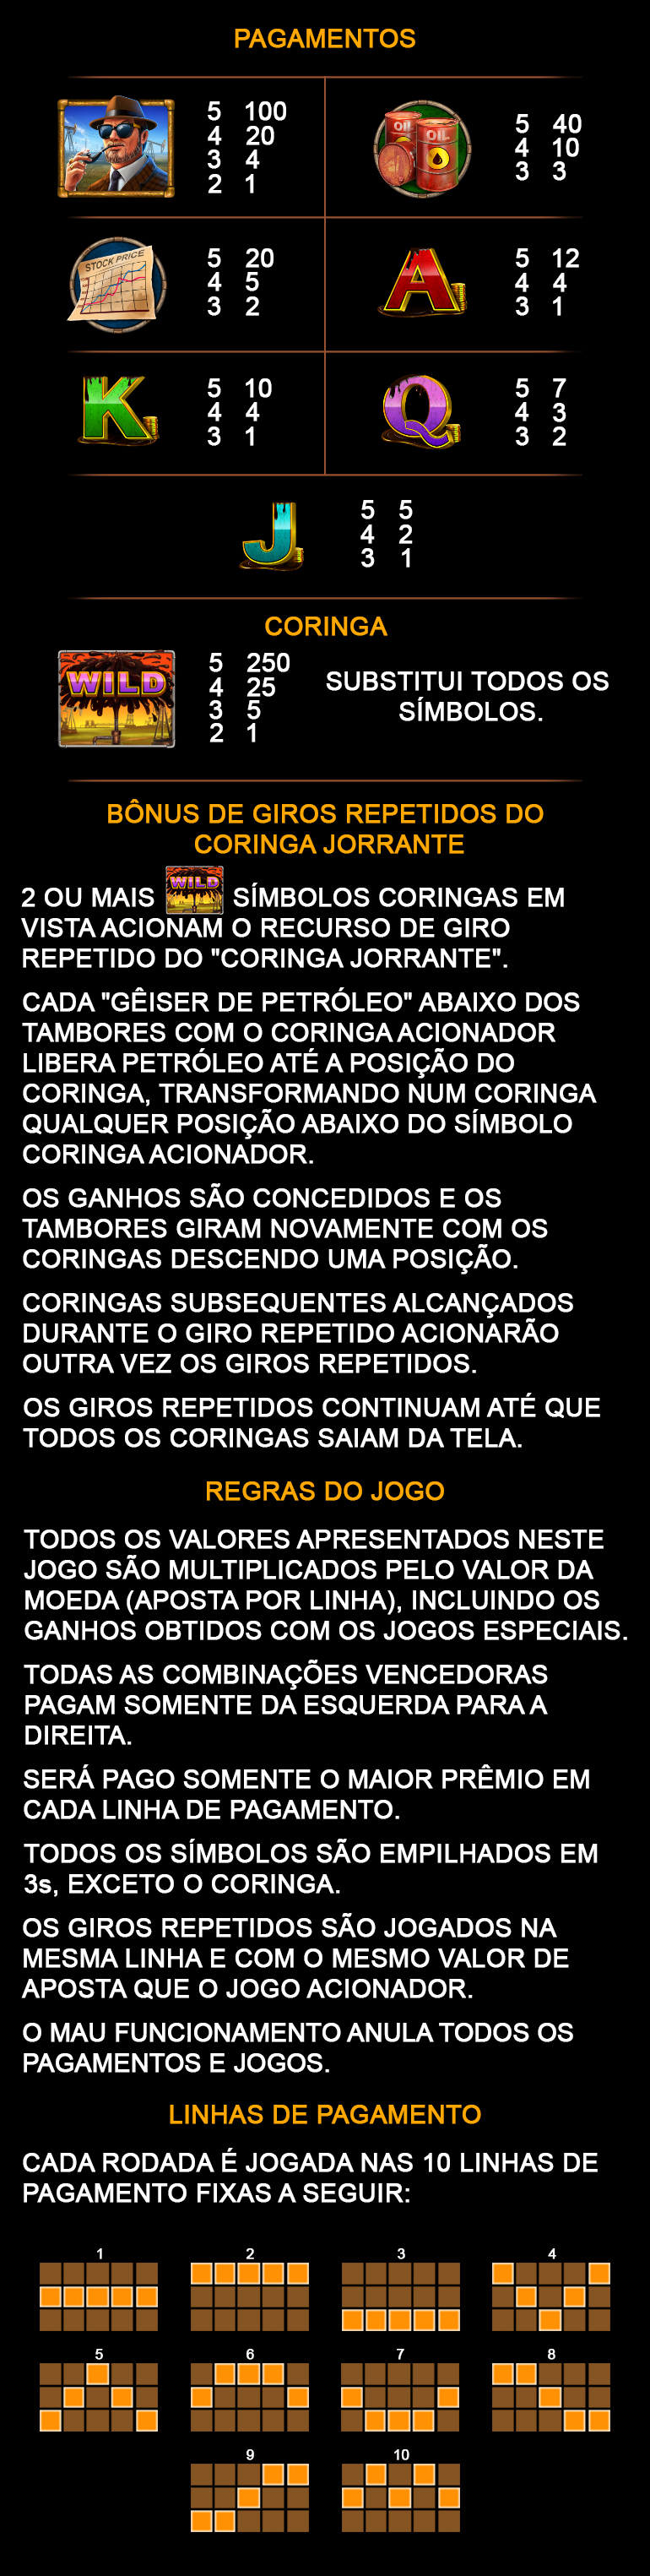 PAGAMENTOS
5 100
4 20
3 4
2 1
OIL
OIL
5 40
4 10
3 3
STOCK PRICE
5 20
4 5
3 2
A
5 12
4 4
3 1
K
5 10
4 4
3 1
Q
5 7
4 3
3 2
J
5 5
4 2
3 1
CORINGA
WILD
5 250
4 25
3 5
2 1
SUBSTITUI TODOS OS
SÍMBOLOS.
BÔNUS DE GIROS REPETIDOS DO
CORINGA JORRANTE
2 OU MAIS WILD SÍMBOLOS CORINGAS EM
VISTA ACIONAM O RECURSO DE GIRO
REPETIDO DO "CORINGA JORRANTE".
CADA "GÊISER DE PETRÓLEO" ABAIXO DOS
TAMBORES COM O CORINGA ACIONADOR
LIBERA PETRÓLEO ATÉ A POSIÇÃO DO
CORINGA, TRANSFORMANDO NUM CORINGA
QUALQUER POSIÇÃO ABAIXO DO SÍMBOLO
CORINGA ACIONADOR.
OS GANHOS SÃO CONCEDIDOS E OS
TAMBORES GIRAM NOVAMENTE COM OS
CORINGAS DESCENDO UMA POSIÇÃO.
CORINGAS SUBSEQUENTES ALCANÇADOS
DURANTE O GIRO REPETIDO ACIONARÃO
OUTRA VEZ OS GIROS REPETIDOS.
OS GIROS REPETIDOS CONTINUAM ATÉ QUE
TODOS OS CORINGAS SAIAM DA TELA.
REGRAS DO JOGO
TODOS OS VALORES APRESENTADOS NESTE
JOGO SÃO MULTIPLICADOS PELO VALOR DA
MOEDA (APOSTA POR LINHA), INCLUINDO OS
GANHOS OBTIDOS COM OS JOGOS ESPECIAIS.
TODAS AS COMBINAÇÕES VENCEDORAS
PAGAM SOMENTE DA ESQUERDA PARA A
DIREITA.
SERÁ PAGO SOMENTE O MAIOR PRÊMIO EM
CADA LINHA DE PAGAMENTO.
TODOS OS SÍMBOLOS SÃO EMPILHADOS EM
3s, EXCETO O CORINGA.
OS GIROS REPETIDOS SÃO JOGADOS NA
MESMA LINHA E COM O MESMO VALOR DE
APOSTA QUE O JOGO ACIONADOR.
O MAU FUNCIONAMENTO ANULA TODOS OS
PAGAMENTOS E JOGOS.
LINHAS DE PAGAMENTO
CADA RODADA É JOGADA NAS 10 LINHAS DE
PAGAMENTO FIXAS A SEGUIR:
1 2 3 4
5 6 7 8
9 10